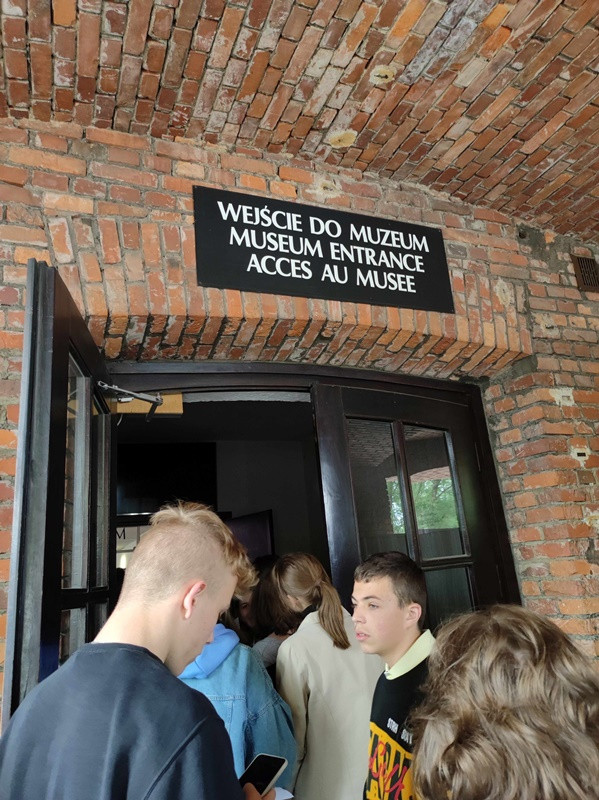 WEJŚCIE DO MUZEUM
MUSEUM ENTRANCE
ACCES AU MUSEE
M